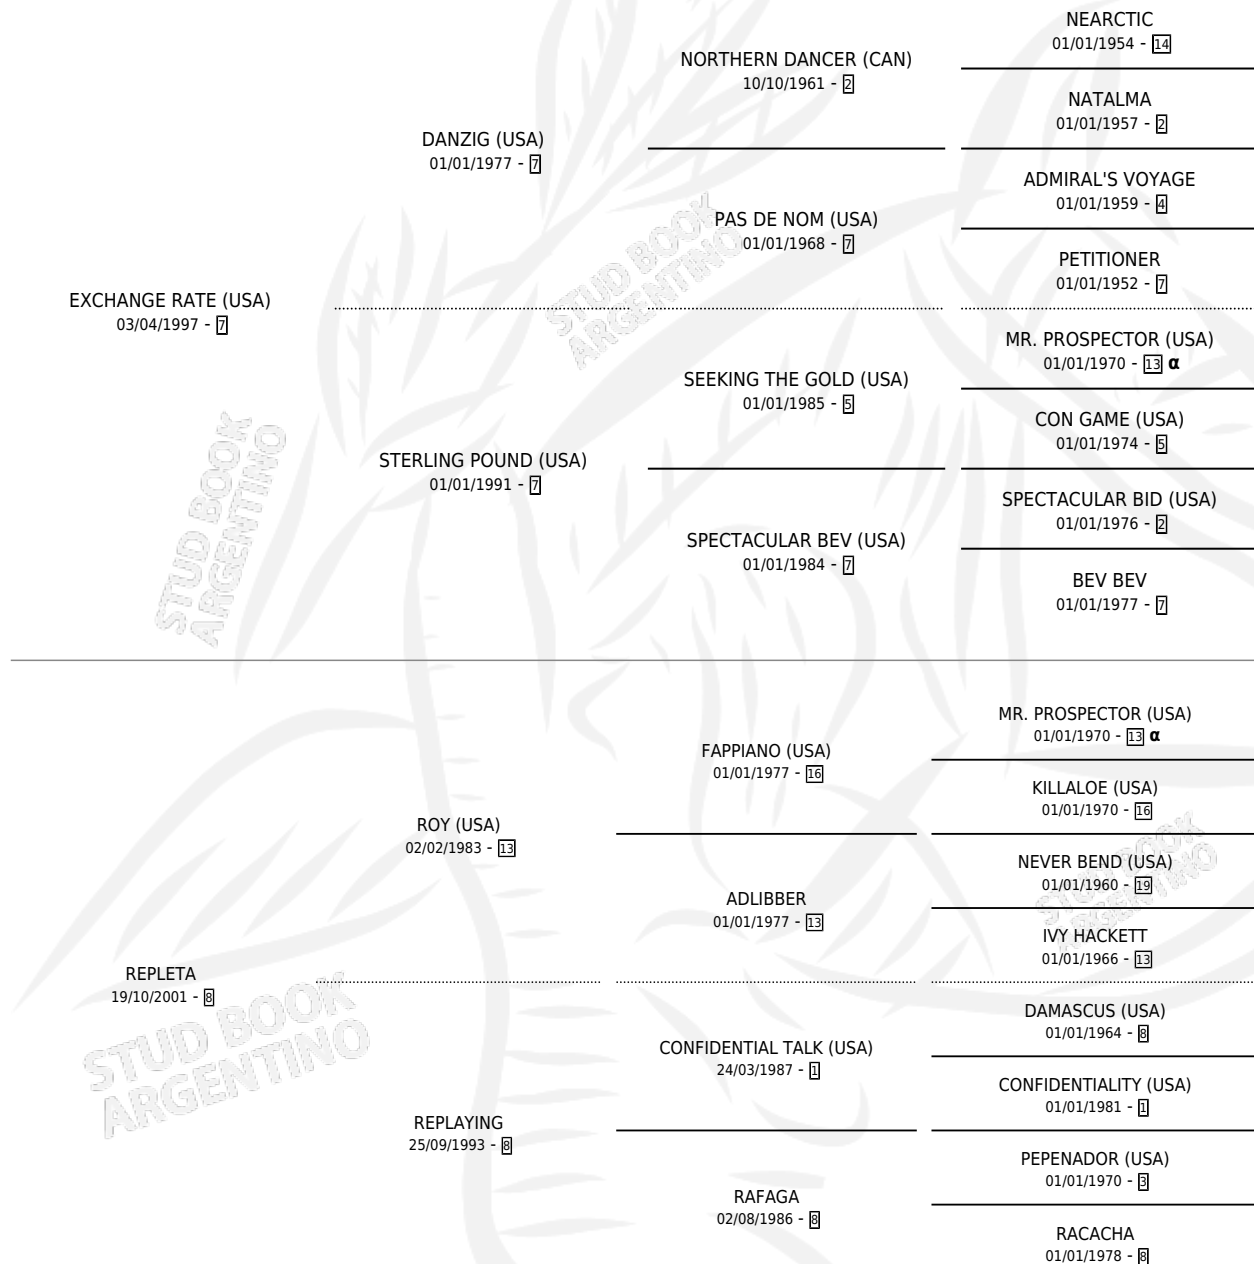 NEARCTIC
01/01/1954 - 14
NORTHERN DANCER (CAN)
10/10/1961 - 2
NATALMA
01/01/1957 - 2
DANZIG (USA)
01/01/1977 - 7
ADMIRAL'S VOYAGE
01/01/1959 - 4
PAS DE NOM (USA)
01/01/1968 - 7
PETITIONER
01/01/1952 - 7
EXCHANGE RATE (USA)
03/04/1997 - 7
MR. PROSPECTOR (USA)
01/01/1970 - 13 α
SEEKING THE GOLD (USA)
01/01/1985 - 5
CON GAME (USA)
01/01/1974 - 5
STERLING POUND (USA)
01/01/1991 - 7
SPECTACULAR BID (USA)
01/01/1976 - 2
SPECTACULAR BEV (USA)
01/01/1984 - 7
BEV BEV
01/01/1977 - 7
STUD BOOK
ARGENTINO
STUD BOOK
ARGENTINO
MR. PROSPECTOR (USA)
01/01/1970 - 13 α
FAPPIANO (USA)
01/01/1977 - 16
KILLALOE (USA)
01/01/1970 - 16
ROY (USA)
02/02/1983 - 13
NEVER BEND (USA)
01/01/1960 - 19
ADLIBBER
01/01/1977 - 13
IVY HACKETT
01/01/1966 - 13
REPLETA
19/10/2001 - 8
DAMASCUS (USA)
01/01/1964 - 8
CONFIDENTIAL TALK (USA)
24/03/1987 - 1
CONFIDENTIALITY (USA)
01/01/1981 - 1
REPLAYING
25/09/1993 - 8
PEPENADOR (USA)
01/01/1970 - 3
RAFAGA
02/08/1986 - 8
RACACHA
01/01/1978 - 8
STUD BOOK
ARGENTINO
STUD BOOK
ARGENTINO